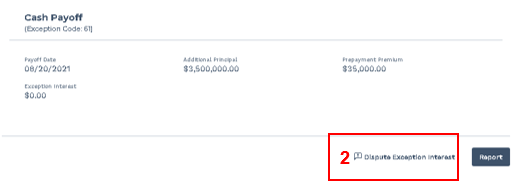 Cash Payoff
(Exception Code: 61)
Payoff Date
08/20/2021
Additional Principal
$3,500,000.00
Prepayment Premium
$35,000.00
Exception Interest
$0.00
2
Dispute Exception Interest
Report